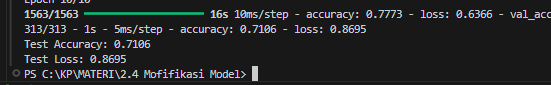 Epoch 10/10
1563/1563 16s 10ms/step - accuracy: 0.7773 - loss: 0.6366 - val_acc
313/313 - 1s - 5ms/step - accuracy: 0.7106 - loss: 0.8695
Test Accuracy: 0.7106
Test Loss: 0.8695
PS C:\KP\MATERI\2.4 Mofifikasi Model>